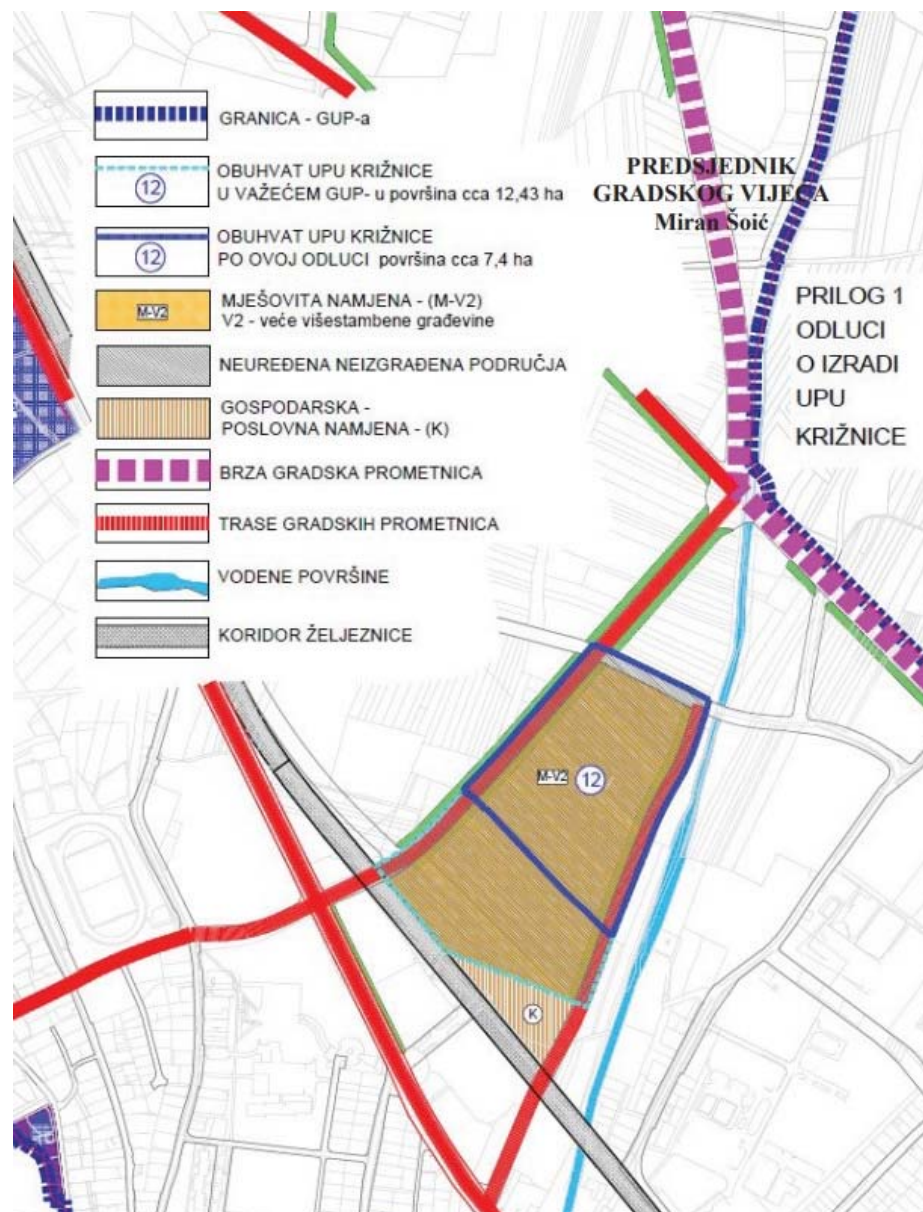 GRANICA - GUP-a
12
OBUHVAT UPU KRIŽNICE
U VAŽEĆEM GUP- u površina cca 12,43 ha
12
OBUHVAT UPU KRIŽNICE
PO OVOJ ODLUCI površina cca 7,4 ha
M-V2
MJEŠOVITA NAMJENA - (M-V2)
V2 - veće višestambene građevine
NEUREĐENA NEIZGRAĐENA PODRUČJA
GOSPODARSKA -
POSLOVNA NAMJENA - (K)
BRZA GRADSKA PROMETNICA
TRASE GRADSKIH PROMETNICA
VODENE POVRŠINE
KORIDOR ŽELJEZNICE
PREDSJEDNIK
GRADSKOG VIJEĆA
Miran Šoić
PRILOG 1
ODLUCI
O IZRADI
UPU
KRIŽNICE
M-V2 12
K